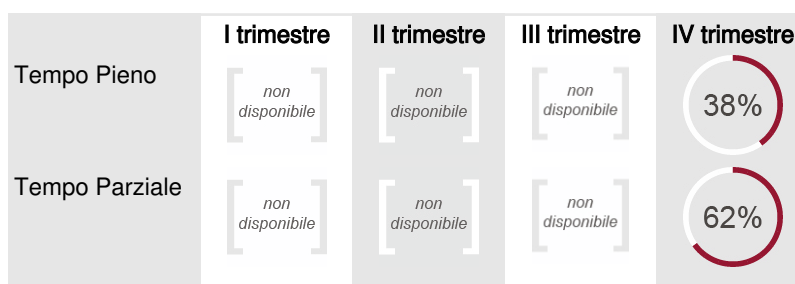 I trimestre II trimestre III trimestre IV trimestre
Tempo Pieno
non disponibile
non disponibile
non disponibile
38%
Tempo Parziale
non disponibile
non disponibile
non disponibile
62%